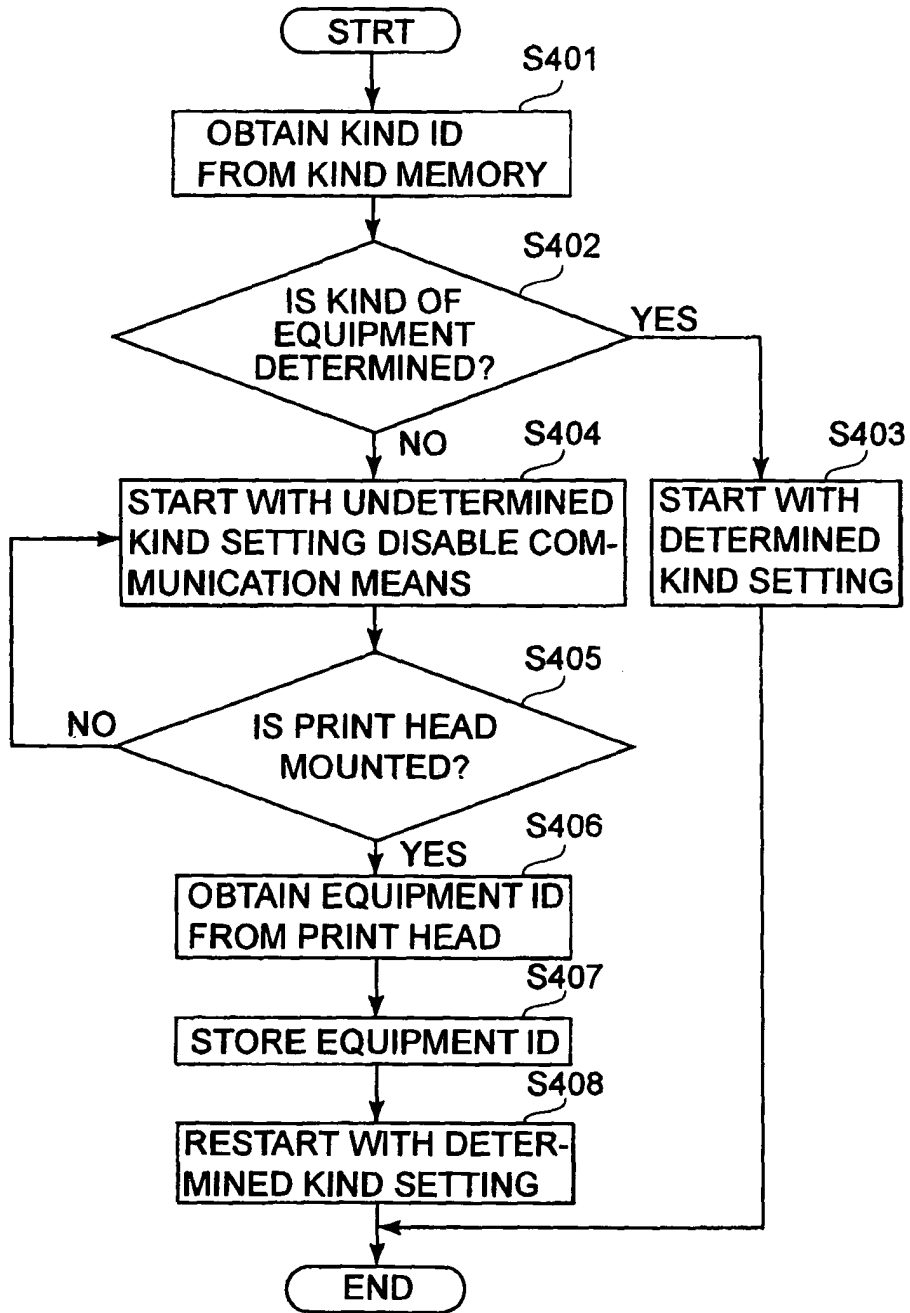 STRT
S401
OBTAIN KIND ID
FROM KIND MEMORY
S402
IS KIND OF
EQUIPMENT
DETERMINED?
YES
NO
S404
START WITH UNDETERMINED
KIND SETTING DISABLE COM-
MUNICATION MEANS
S403
START WITH
DETERMINED
KIND SETTING
S405
IS PRINT HEAD
MOUNTED?
NO
YES
S406
OBTAIN EQUIPMENT ID
FROM PRINT HEAD
S407
STORE EQUIPMENT ID
S408
RESTART WITH DETER-
MINED KIND SETTING
END